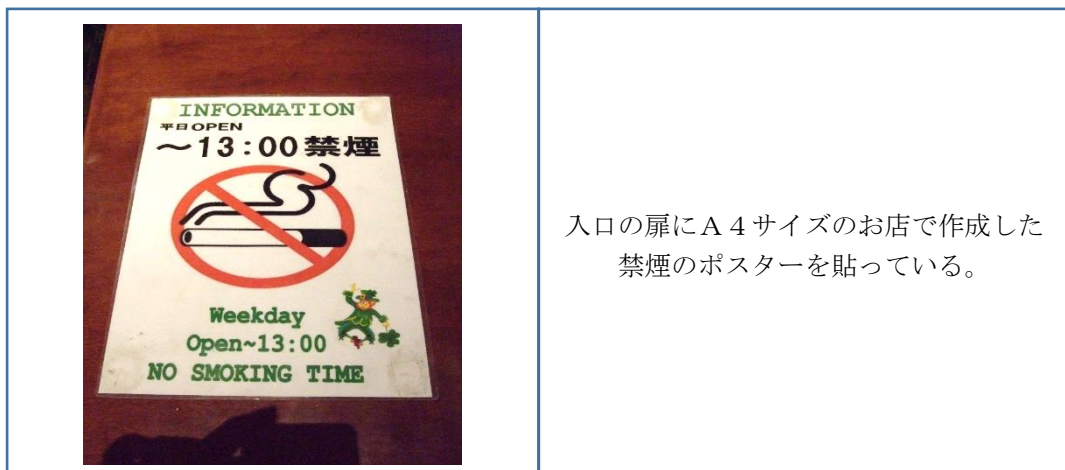 INFORMATION
平日OPEN
～13:00禁煙
Weekday
Open~13:00
NO SMOKING TIME
入口の扉にA４サイズのお店で作成した
禁煙のポスターを貼っている。